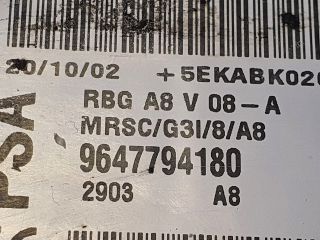 20/10/02 +5EKABK020
RBG A8 V 08-A
MRSC/G3I/8/A8
9647794180
2903 A8
PSA